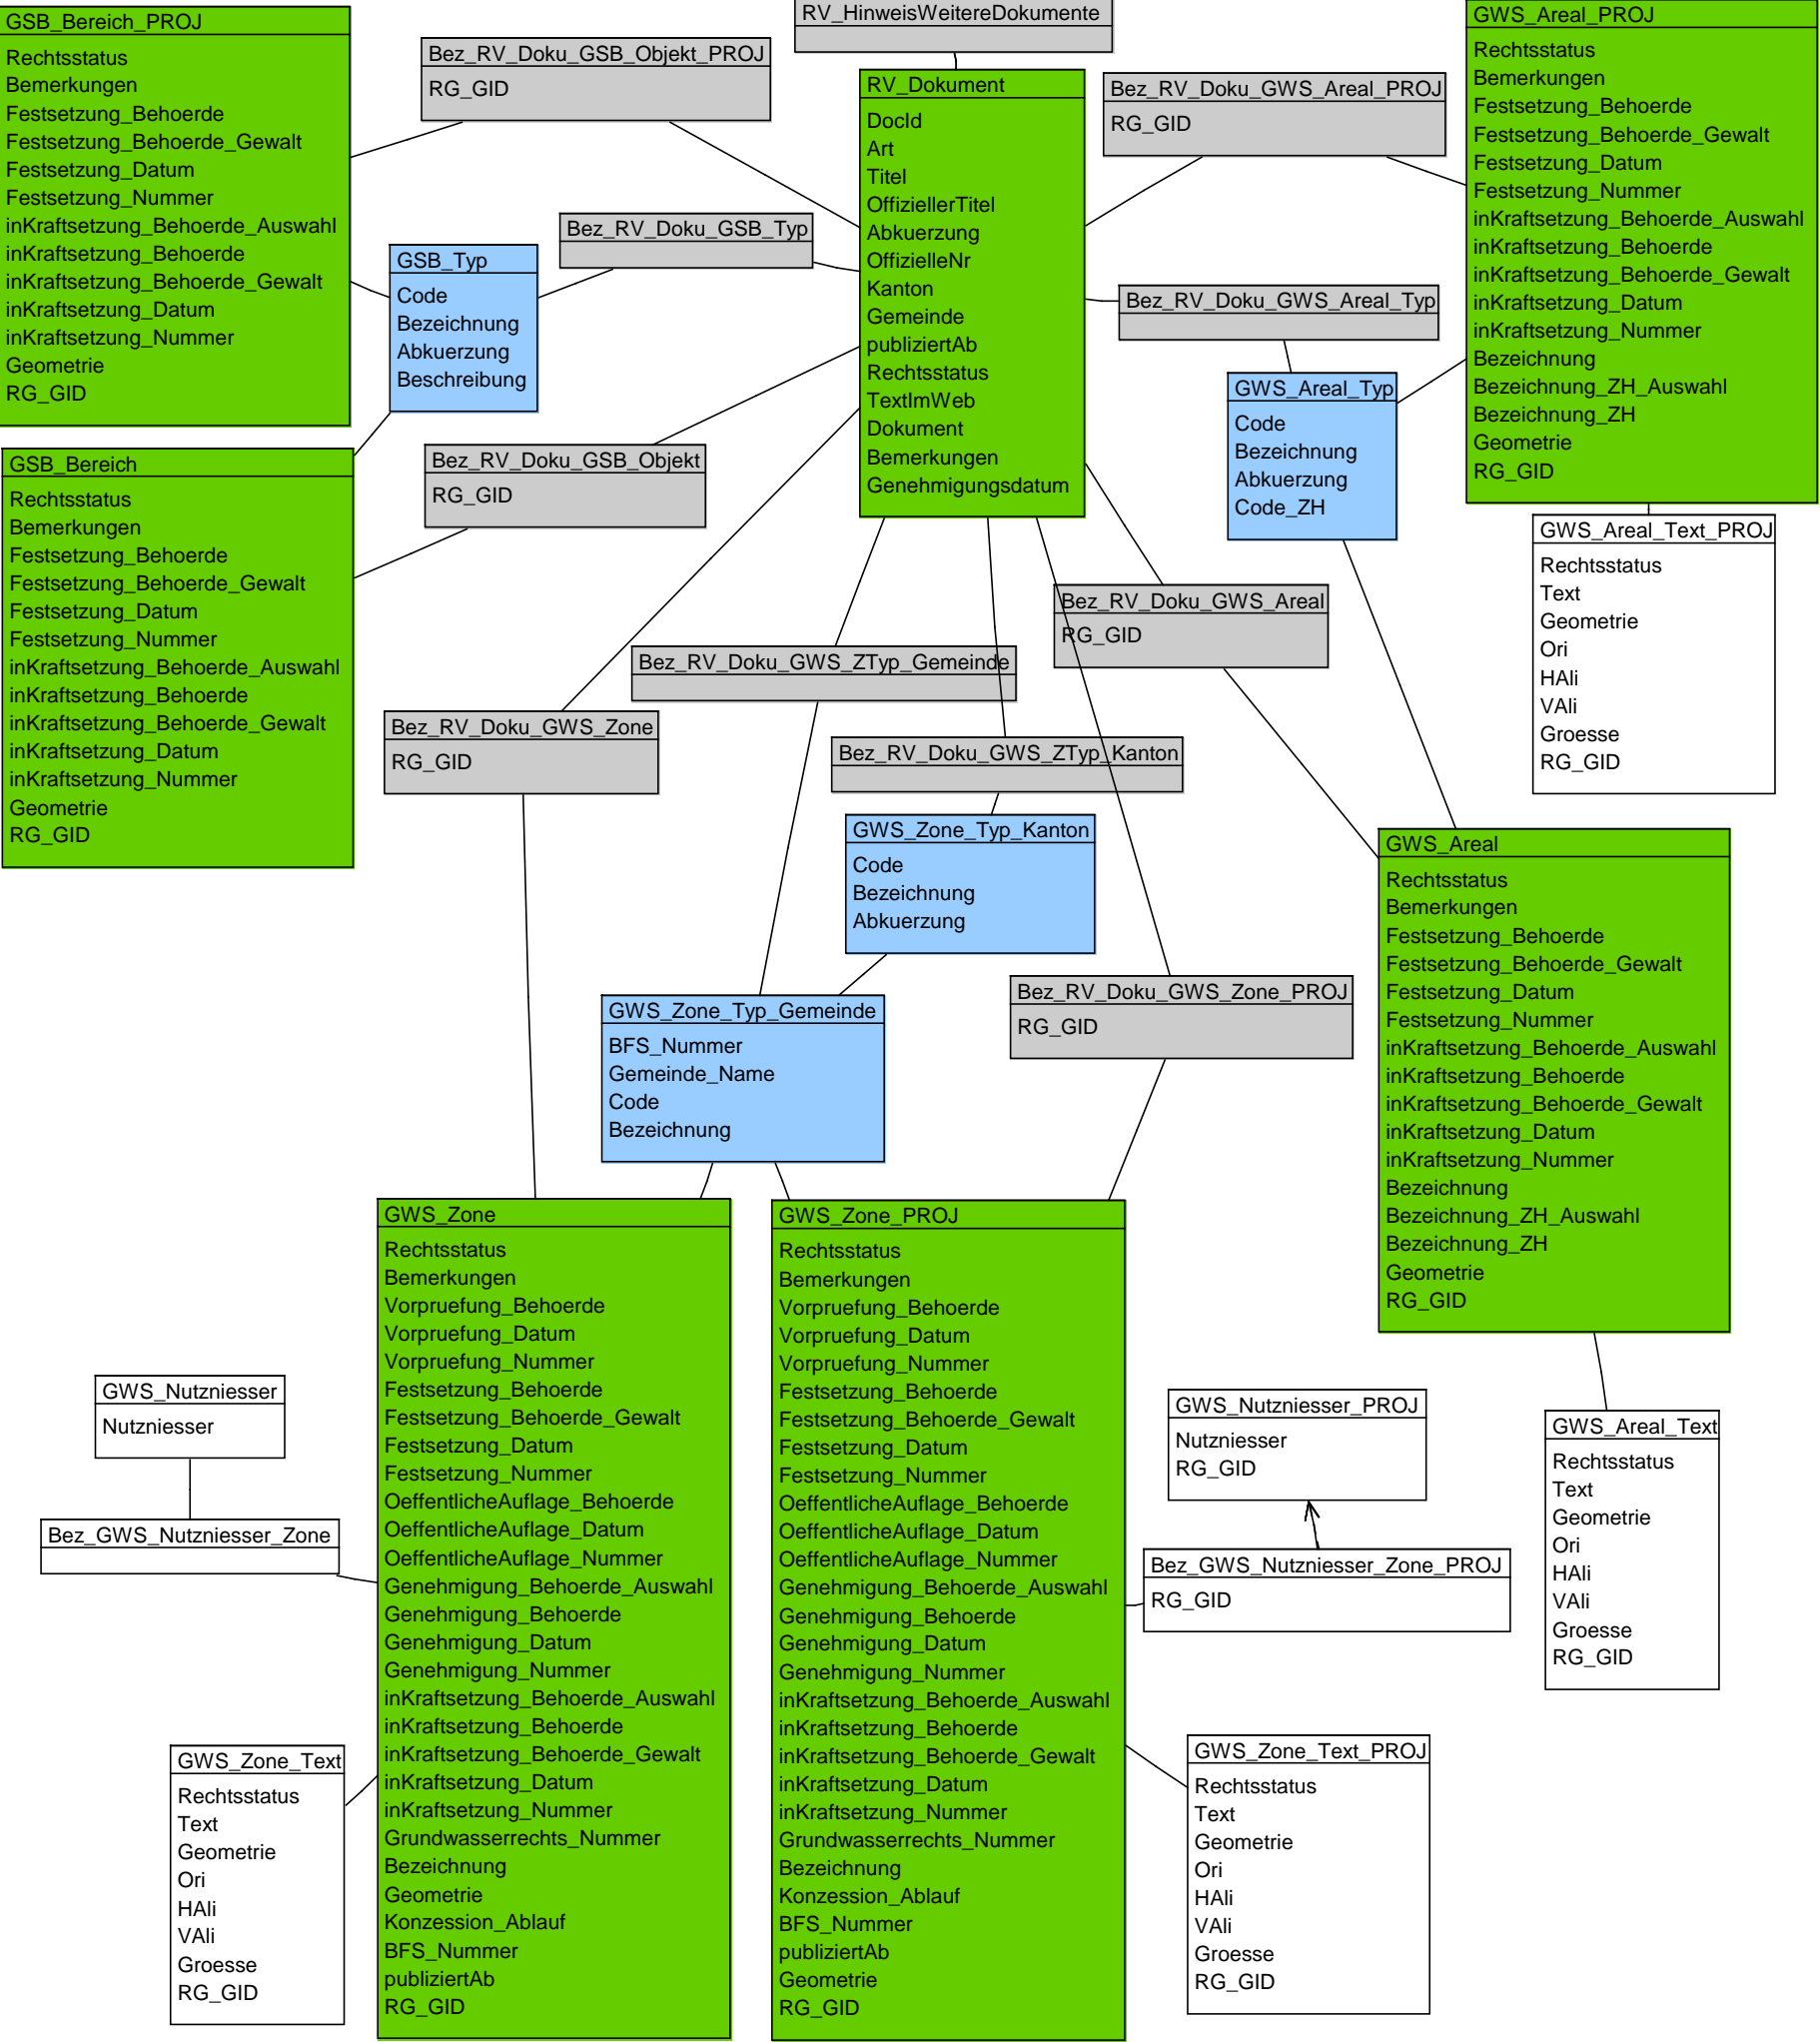 GSB_Bereich_PROJ
Rechtsstatus
Bemerkungen
Festsetzung_Behoerde
Festsetzung_Behoerde_Gewalt
Festsetzung_Datum
Festsetzung_Nummer
inKraftsetzung_Behoerde_Auswahl
inKraftsetzung_Behoerde
inKraftsetzung_Behoerde_Gewalt
inKraftsetzung_Datum
inKraftsetzung_Nummer
Geometrie
RG_GID
Bez_RV_Doku_GSB_Objekt_PROJ
RG_GID
RV_HinweisWeitereDokumente
RV_Dokument
DocId
Art
Titel
OffiziellerTitel
Abkuerzung
OffizielleNr
Kanton
Gemeinde
publiziertAb
Rechtsstatus
TextImWeb
Dokument
Bemerkungen
Genehmigungsdatum
Bez_RV_Doku_GWS_Areal_PROJ
RG_GID
GWS_Areal_PROJ
Rechtsstatus
Bemerkungen
Festsetzung_Behoerde
Festsetzung_Behoerde_Gewalt
Festsetzung_Datum
Festsetzung_Nummer
inKraftsetzung_Behoerde_Auswahl
inKraftsetzung_Behoerde
inKraftsetzung_Behoerde_Gewalt
inKraftsetzung_Datum
inKraftsetzung_Nummer
Bezeichnung
Bezeichnung_ZH_Auswahl
Bezeichnung_ZH
Geometrie
RG_GID
Bez_RV_Doku_GSB_Typ
GSB_Typ
Code
Bezeichnung
Abkuerzung
Beschreibung
Bez_RV_Doku_GWS_Areal_Typ
GWS_Areal_Typ
Code
Bezeichnung
Abkuerzung
Code_ZH
GSB_Bereich
Rechtsstatus
Bemerkungen
Festsetzung_Behoerde
Festsetzung_Behoerde_Gewalt
Festsetzung_Datum
Festsetzung_Nummer
inKraftsetzung_Behoerde_Auswahl
inKraftsetzung_Behoerde
inKraftsetzung_Behoerde_Gewalt
inKraftsetzung_Datum
inKraftsetzung_Nummer
Geometrie
RG_GID
Bez_RV_Doku_GSB_Objekt
RG_GID
GWS_Areal_Text_PROJ
Rechtsstatus
Text
Geometrie
Ori
HAli
VAli
Groesse
RG_GID
Bez_RV_Doku_GWS_Areal
RG_GID
Bez_RV_Doku_GWS_ZTyp_Gemeinde
Bez_RV_Doku_GWS_Zone
RG_GID
Bez_RV_Doku_GWS_ZTyp_Kanton
GWS_Zone_Typ_Kanton
Code
Bezeichnung
Abkuerzung
GWS_Areal
Rechtsstatus
Bemerkungen
Festsetzung_Behoerde
Festsetzung_Behoerde_Gewalt
Festsetzung_Datum
Festsetzung_Nummer
inKraftsetzung_Behoerde_Auswahl
inKraftsetzung_Behoerde
inKraftsetzung_Behoerde_Gewalt
inKraftsetzung_Datum
inKraftsetzung_Nummer
Bezeichnung
Bezeichnung_ZH_Auswahl
Bezeichnung_ZH
Geometrie
RG_GID
Bez_RV_Doku_GWS_Zone_PROJ
RG_GID
GWS_Zone_Typ_Gemeinde
BFS_Nummer
Gemeinde_Name
Code
Bezeichnung
GWS_Zone
Rechtsstatus
Bemerkungen
Vorpruefung_Behoerde
Vorpruefung_Datum
Vorpruefung_Nummer
Festsetzung_Behoerde
Festsetzung_Behoerde_Gewalt
Festsetzung_Datum
Festsetzung_Nummer
OeffentlicheAuflage_Behoerde
OeffentlicheAuflage_Datum
OeffentlicheAuflage_Nummer
Genehmigung_Behoerde_Auswahl
Genehmigung_Behoerde
Genehmigung_Datum
Genehmigung_Nummer
inKraftsetzung_Behoerde_Auswahl
inKraftsetzung_Behoerde
inKraftsetzung_Behoerde_Gewalt
inKraftsetzung_Datum
inKraftsetzung_Nummer
Grundwasserrechts_Nummer
Bezeichnung
Geometrie
Konzession_Ablauf
BFS_Nummer
publiziertAb
RG_GID
GWS_Zone_PROJ
Rechtsstatus
Bemerkungen
Vorpruefung_Behoerde
Vorpruefung_Datum
Vorpruefung_Nummer
Festsetzung_Behoerde
Festsetzung_Behoerde_Gewalt
Festsetzung_Datum
Festsetzung_Nummer
OeffentlicheAuflage_Behoerde
OeffentlicheAuflage_Datum
OeffentlicheAuflage_Nummer
Genehmigung_Behoerde_Auswahl
Genehmigung_Behoerde
Genehmigung_Datum
Genehmigung_Nummer
inKraftsetzung_Behoerde_Auswahl
inKraftsetzung_Behoerde
inKraftsetzung_Behoerde_Gewalt
inKraftsetzung_Datum
inKraftsetzung_Nummer
Grundwasserrechts_Nummer
Bezeichnung
Konzession_Ablauf
BFS_Nummer
publiziertAb
Geometrie
RG_GID
GWS_Nutzniesser
Nutzniesser
Bez_GWS_Nutzniesser_Zone
GWS_Nutzniesser_PROJ
Nutzniesser
RG_GID
Bez_GWS_Nutzniesser_Zone_PROJ
RG_GID
GWS_Areal_Text
Rechtsstatus
Text
Geometrie
Ori
HAli
VAli
Groesse
RG_GID
GWS_Zone_Text
Rechtsstatus
Text
Geometrie
Ori
HAli
VAli
Groesse
RG_GID
GWS_Zone_Text_PROJ
Rechtsstatus
Text
Geometrie
Ori
HAli
VAli
Groesse
RG_GID